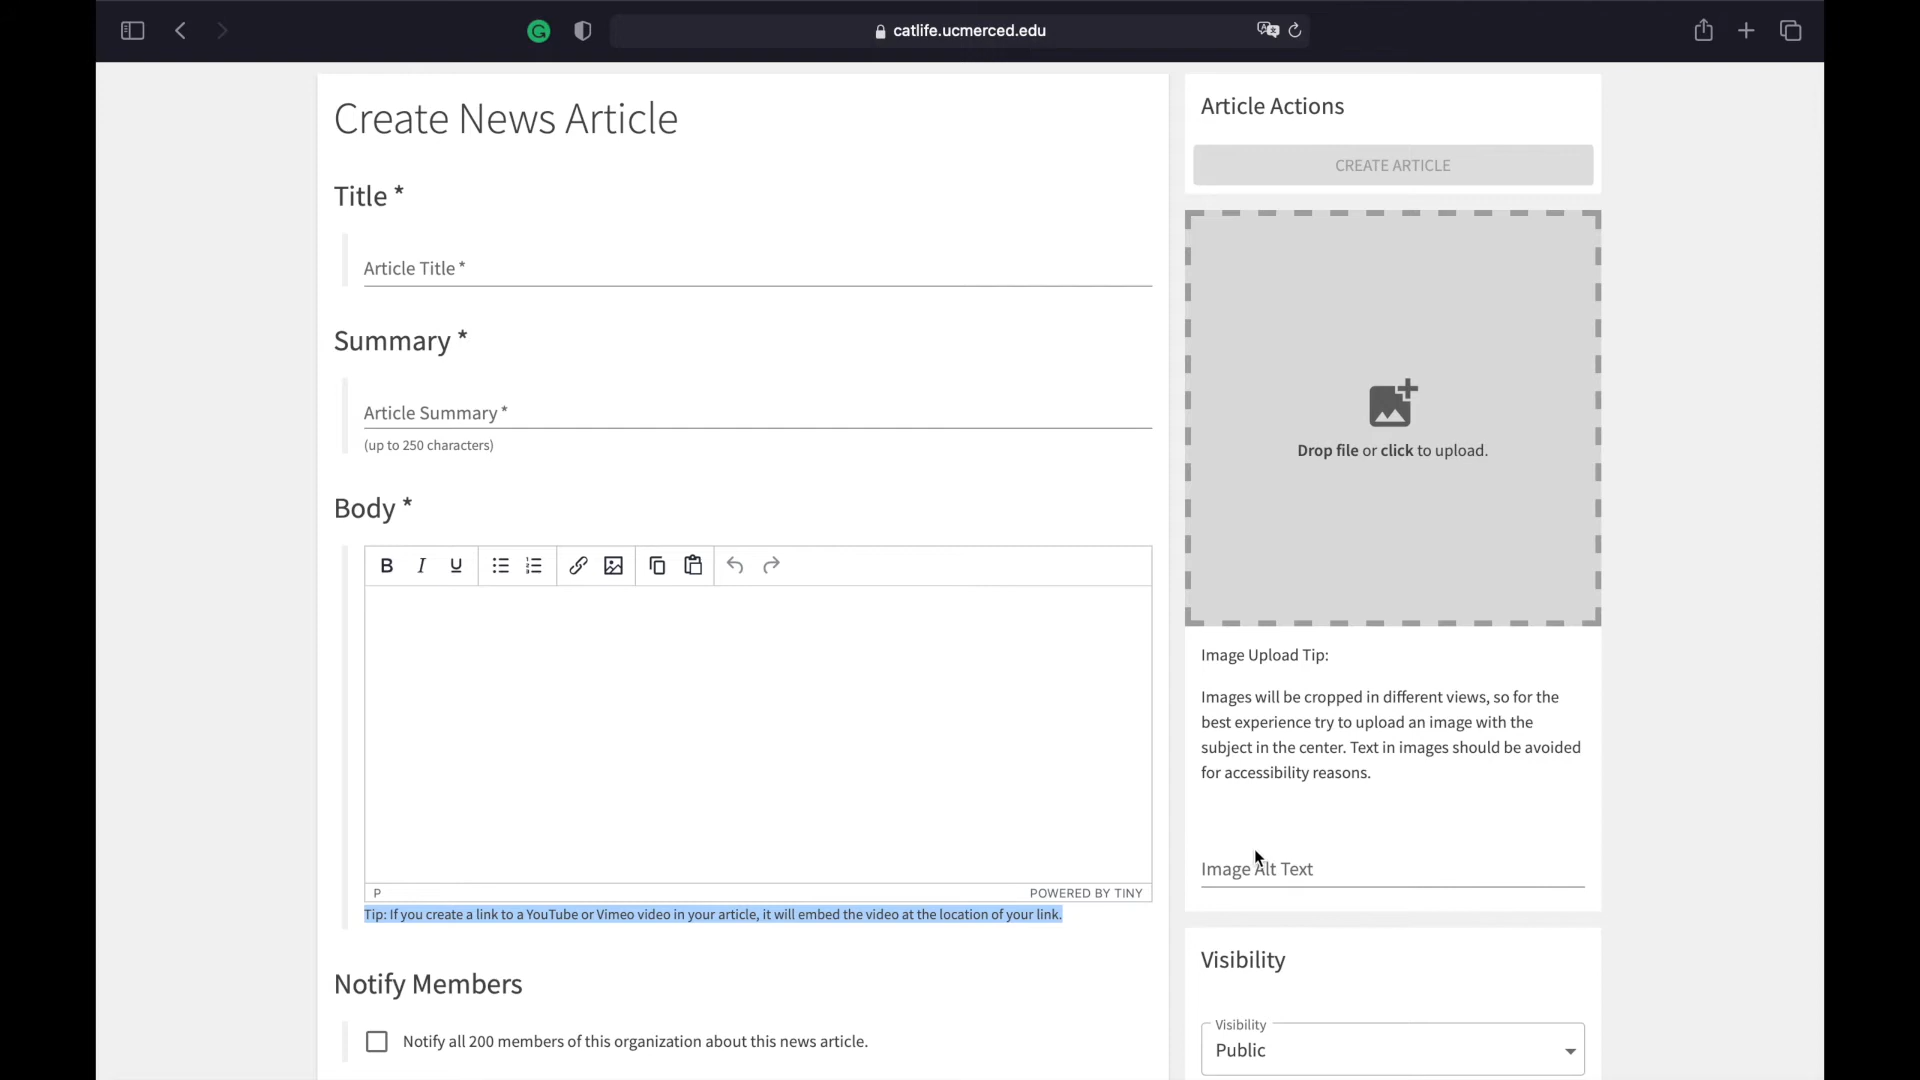 catlife.ucmerced.edu
Create News Article
Title *
Article Title *
Summary *
Article Summary *
(up to 250 characters)
Body *
B I U
P
POWERED BY TINY
Tip: If you create a link to a YouTube or Vimeo video in your article, it will embed the video at the location of your link.
Notify Members
Notify all 200 members of this organization about this news article.
Article Actions
CREATE ARTICLE
Drop file or click to upload.
Image Upload Tip:
Images will be cropped in different views, so for the
best experience try to upload an image with the
subject in the center. Text in images should be avoided
for accessibility reasons.
Image Alt Text
Visibility
Visibility
Public